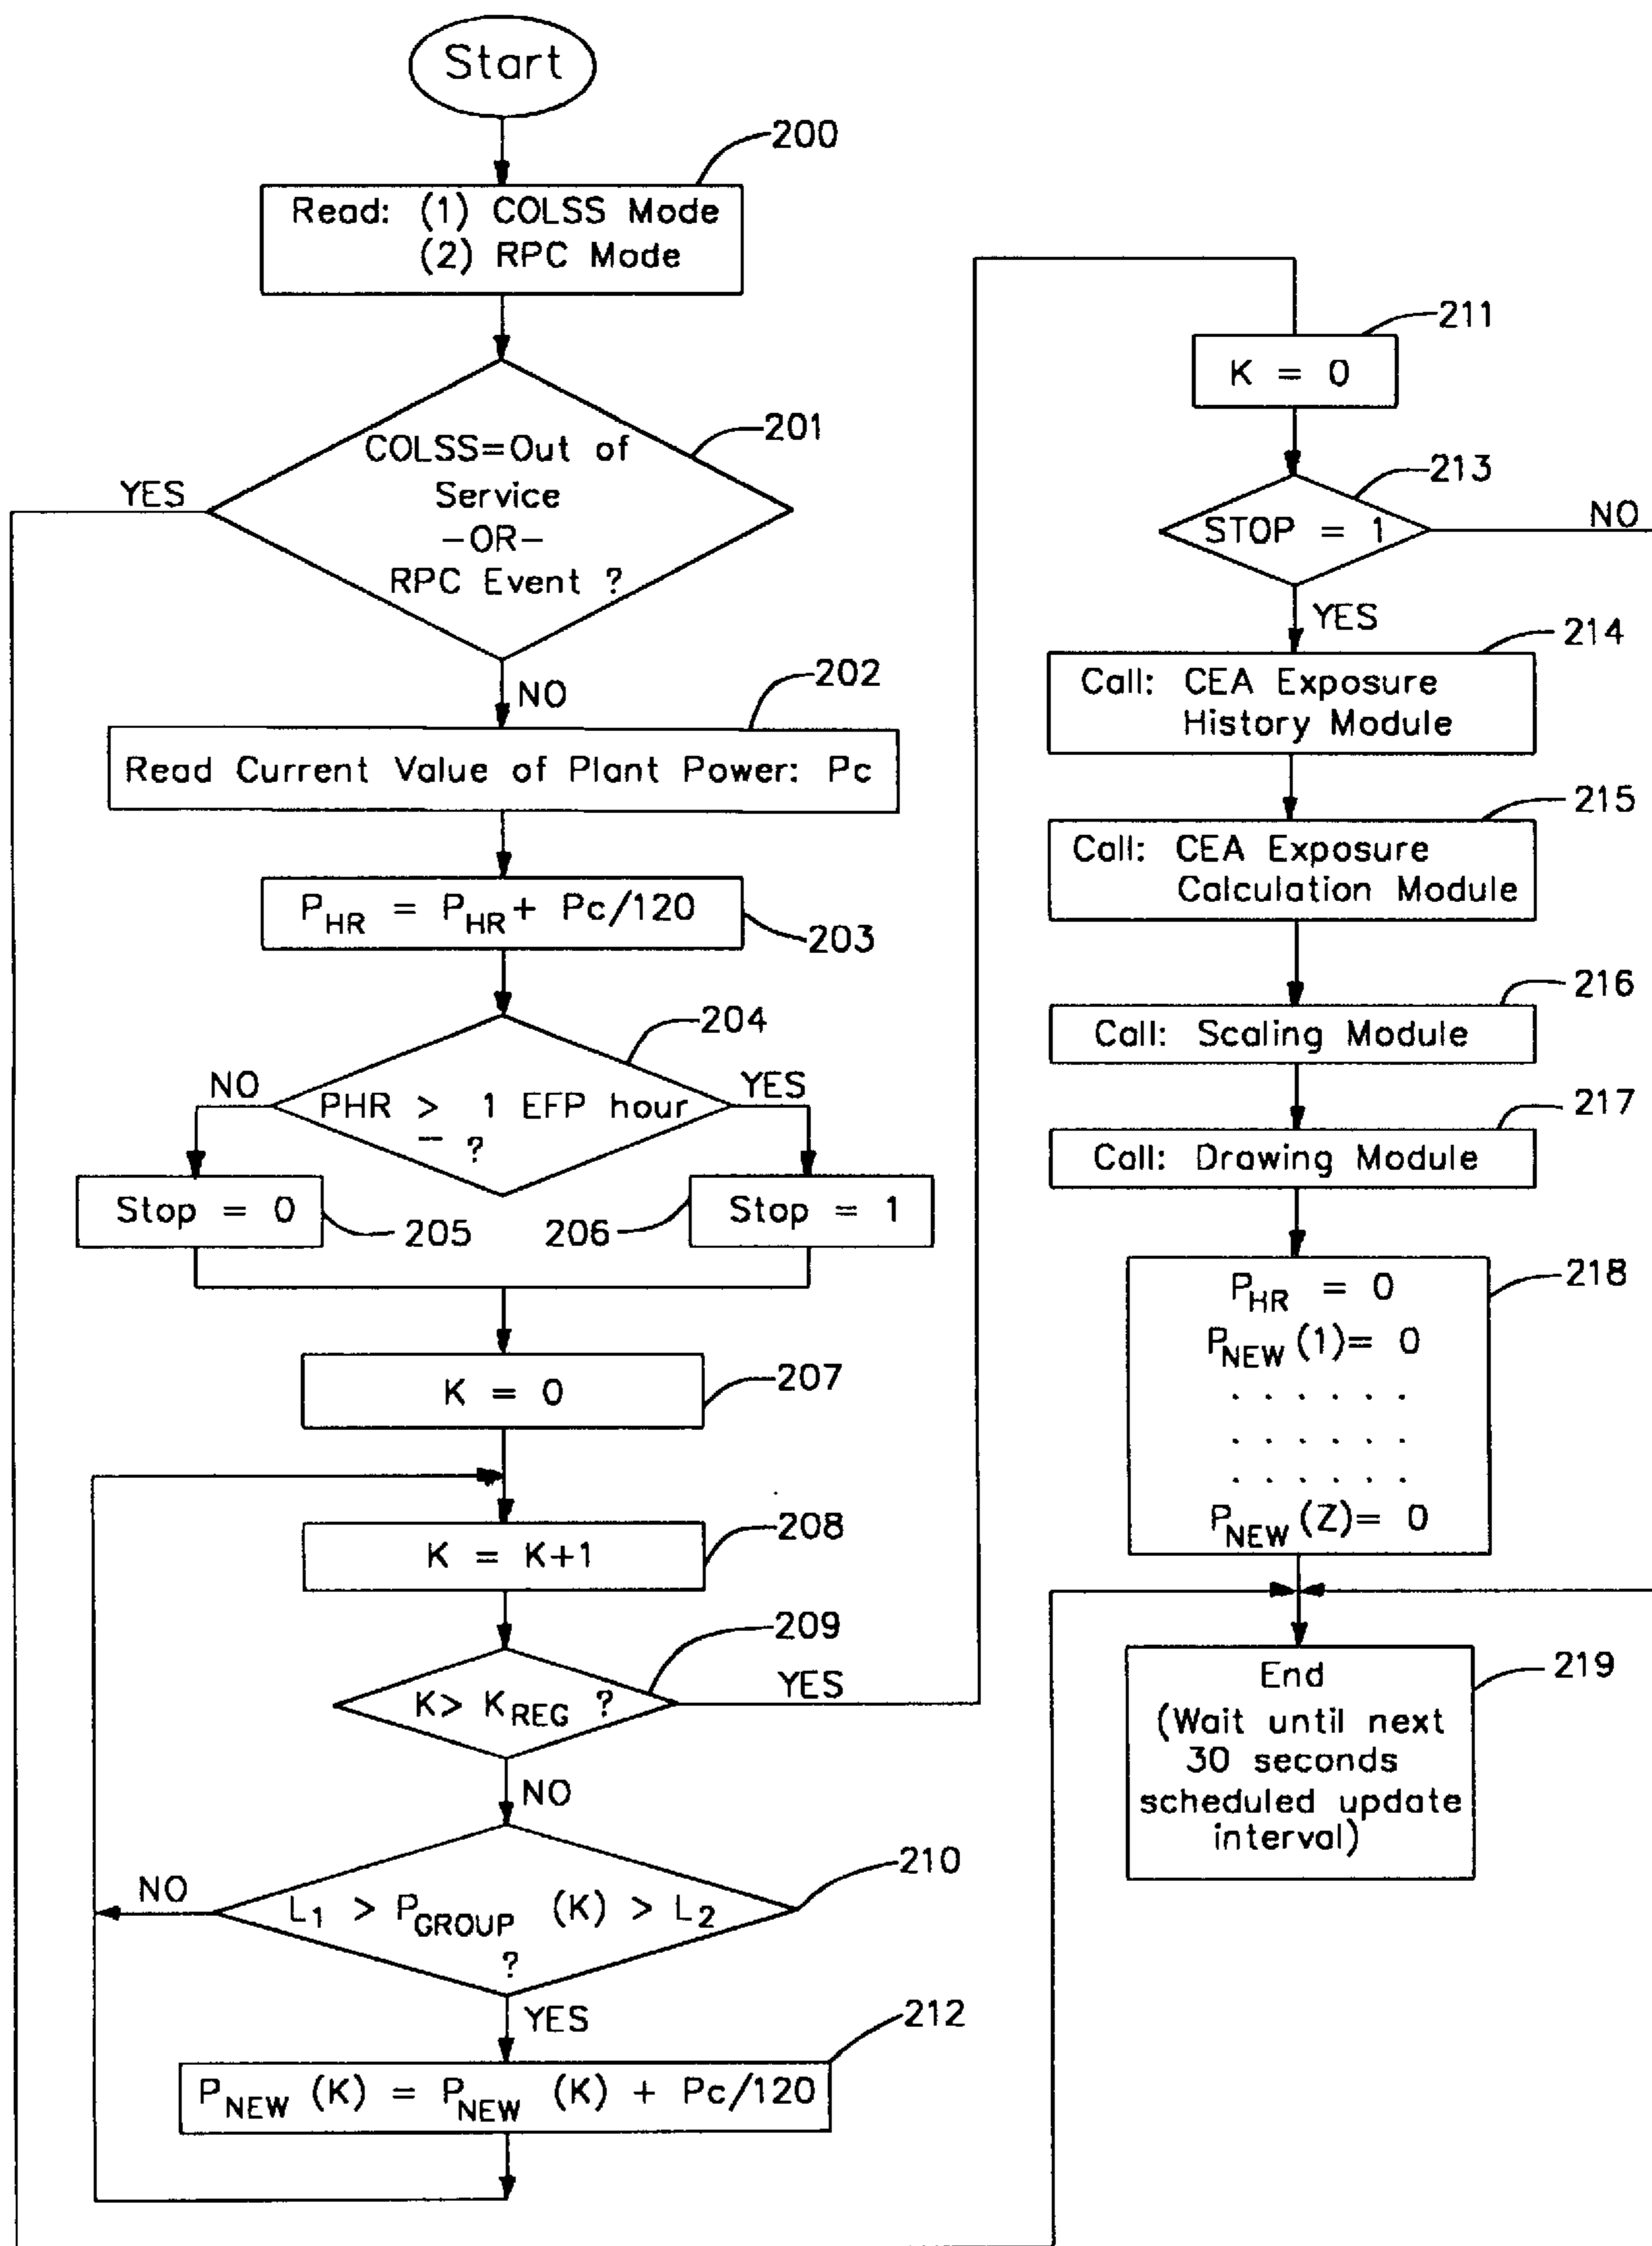 Start
200
Read: (1) COLSS Mode
(2) RPC Mode
201
COLSS=Out of
Service
-OR-
RPC Event ?
YES
NO
202
Read Current Value of Plant Power: Pc
P_HR = P_HR + Pc/120
203
204
NO
YES
PHR ≥ 1 EFP hour
?
Stop = 0
205
206
Stop = 1
K = 0
207
208
K = K+1
209
K> K_REG ?
YES
NO
210
NO
L_1 > P_GROUP (K) > L_2
?
YES
212
P_NEW (K) = P_NEW (K) + Pc/120
211
K = 0
213
STOP = 1
NO
YES
214
Call: CEA Exposure
History Module
215
Call: CEA Exposure
Calculation Module
216
Call: Scaling Module
217
Call: Drawing Module
218
P_HR = 0
P_NEW (1)= 0
. . . . . .
. . . . . .
. . . . . .
P_NEW (Z)= 0
219
End
(Wait until next
30 seconds
scheduled update
interval)